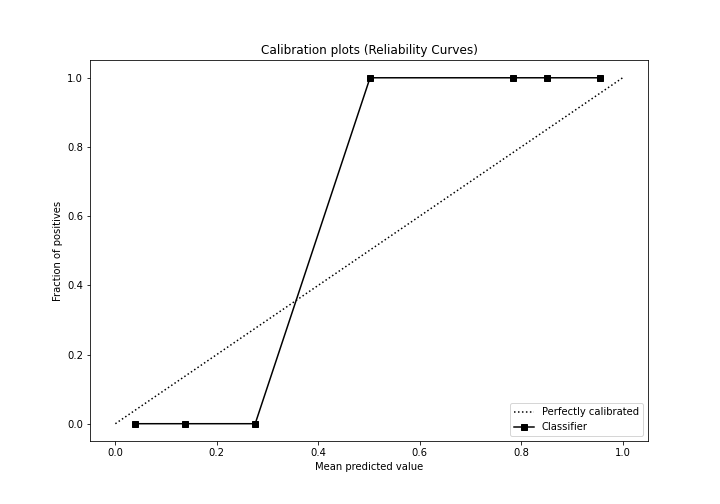 Calibration plots (Reliability Curves)
Fraction of positives
1.0
0.8
0.6
0.4
0.2
0.0
0.0 0.2 0.4 0.6 0.8 1.0
Mean predicted value
Perfectly calibrated
Classifier